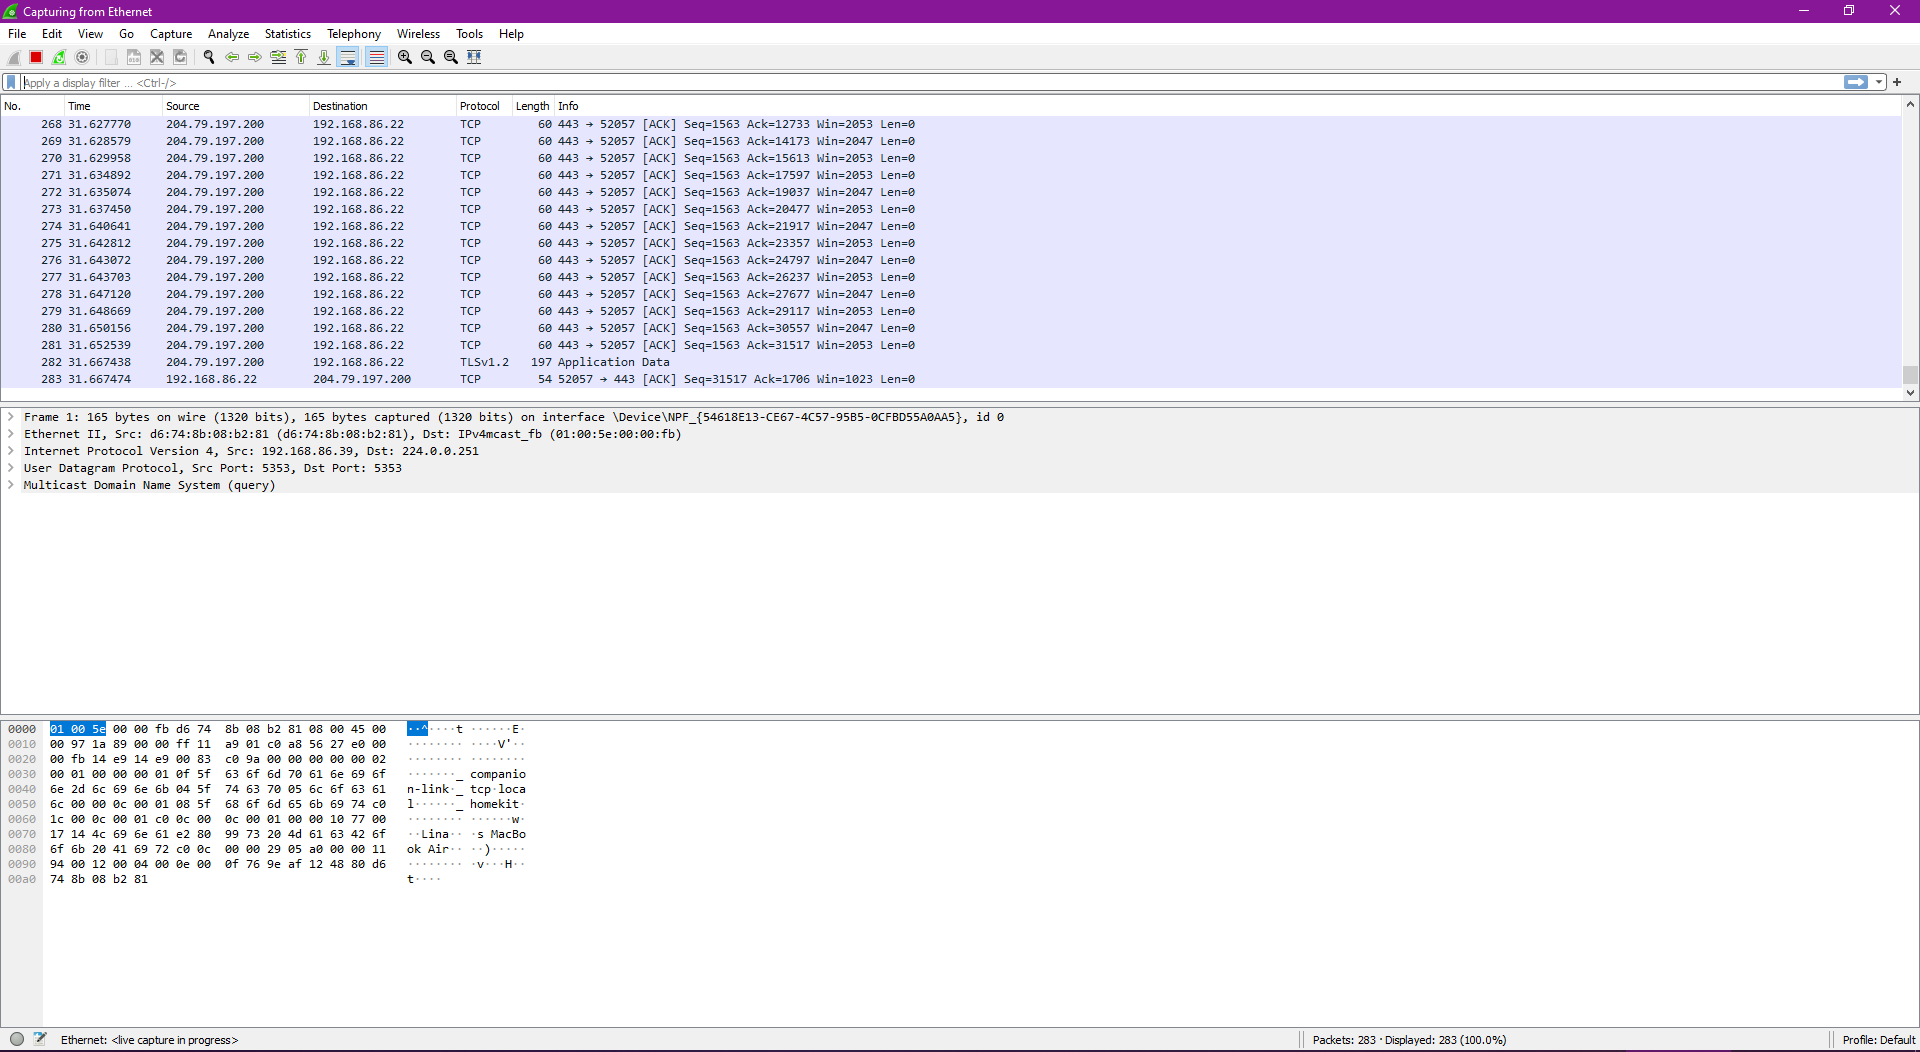 Capturing from Ethernet
File Edit View Go Capture Analyze Statistics Telephony Wireless Tools Help
Apply a display filter ... <Ctrl-/>
No. Time Source Destination Protocol Length Info
268 31.627770 204.79.197.200 192.168.86.22 TCP 60 443 → 52057 [ACK] Seq=1563 Ack=12733 Win=2053 Len=0
269 31.628579 204.79.197.200 192.168.86.22 TCP 60 443 → 52057 [ACK] Seq=1563 Ack=14173 Win=2047 Len=0
270 31.629958 204.79.197.200 192.168.86.22 TCP 60 443 → 52057 [ACK] Seq=1563 Ack=15613 Win=2053 Len=0
271 31.634892 204.79.197.200 192.168.86.22 TCP 60 443 → 52057 [ACK] Seq=1563 Ack=17597 Win=2053 Len=0
272 31.635074 204.79.197.200 192.168.86.22 TCP 60 443 → 52057 [ACK] Seq=1563 Ack=19037 Win=2047 Len=0
273 31.637450 204.79.197.200 192.168.86.22 TCP 60 443 → 52057 [ACK] Seq=1563 Ack=20477 Win=2053 Len=0
274 31.640641 204.79.197.200 192.168.86.22 TCP 60 443 → 52057 [ACK] Seq=1563 Ack=21917 Win=2047 Len=0
275 31.642812 204.79.197.200 192.168.86.22 TCP 60 443 → 52057 [ACK] Seq=1563 Ack=23357 Win=2053 Len=0
276 31.643072 204.79.197.200 192.168.86.22 TCP 60 443 → 52057 [ACK] Seq=1563 Ack=24797 Win=2047 Len=0
277 31.643703 204.79.197.200 192.168.86.22 TCP 60 443 → 52057 [ACK] Seq=1563 Ack=26237 Win=2053 Len=0
278 31.647120 204.79.197.200 192.168.86.22 TCP 60 443 → 52057 [ACK] Seq=1563 Ack=27677 Win=2047 Len=0
279 31.648669 204.79.197.200 192.168.86.22 TCP 60 443 → 52057 [ACK] Seq=1563 Ack=29117 Win=2053 Len=0
280 31.650156 204.79.197.200 192.168.86.22 TCP 60 443 → 52057 [ACK] Seq=1563 Ack=30557 Win=2047 Len=0
281 31.652539 204.79.197.200 192.168.86.22 TCP 60 443 → 52057 [ACK] Seq=1563 Ack=31517 Win=2053 Len=0
282 31.667438 204.79.197.200 192.168.86.22 TLSv1.2 197 Application Data
283 31.667474 192.168.86.22 204.79.197.200 TCP 54 52057 → 443 [ACK] Seq=31517 Ack=1706 Win=1023 Len=0
Frame 1: 165 bytes on wire (1320 bits), 165 bytes captured (1320 bits) on interface \Device\NPF_{54618E13-CE67-4C57-95B5-0CFBD55A0AA5}, id 0
Ethernet II, Src: d6:74:8b:08:b2:81 (d6:74:8b:08:b2:81), Dst: IPv4mcast_fb (01:00:5e:00:00:fb)
Internet Protocol Version 4, Src: 192.168.86.39, Dst: 224.0.0.251
User Datagram Protocol, Src Port: 5353, Dst Port: 5353
Multicast Domain Name System (query)
0000 01 00 5e 00 00 fb d6 74 8b 08 b2 81 08 00 45 00 ··^····t ······E·
0010 00 97 1a 89 00 00 ff 11 a9 01 c0 a8 56 27 e0 00 ········ ····V'··
0020 00 fb 14 e9 14 e9 00 83 c0 9a 00 00 00 00 00 02 ········ ········
0030 00 01 00 00 00 01 0f 5f 63 6f 6d 70 61 6e 69 6f ·······_ companio
0040 6e 2d 6c 69 6e 6b 04 5f 74 63 70 05 6c 6f 63 61 n-link·_ tcp·loca
0050 6c 00 00 0c 00 01 08 5f 68 6f 6d 65 6b 69 74 c0 l······_ homekit·
0060 1c 00 0c 00 01 c0 0c 00 0c 00 01 00 00 10 77 00 ········ ······w·
0070 17 14 4c 69 6e 61 e2 80 99 73 20 4d 61 63 42 6f ··Lina·· ·s MacBo
0080 6f 6b 20 41 69 72 c0 0c 00 00 29 05 a0 00 00 11 ok Air·· ··)·····
0090 94 00 12 00 04 00 0e 00 0f 76 9e af 12 48 80 d6 ········ ·v···H··
00a0 74 8b 08 b2 81 t····
Ethernet: <live capture in progress> Packets: 283 · Displayed: 283 (100.0%) Profile: Default